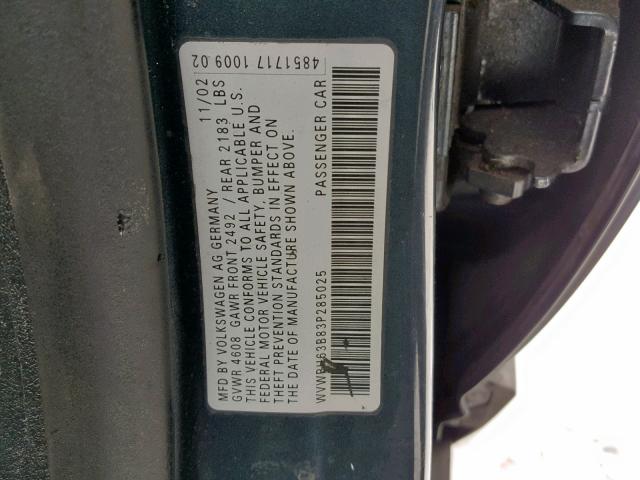 4851717 1009.02
MFD BY VOLKSWAGEN AG GERMANY 11/02
GVWR 4608 GAWR FRONT 2492 / REAR 2183 LBS
THIS VEHICLE CONFORMS TO ALL APPLICABLE U.S.
FEDERAL MOTOR VEHICLE SAFETY, BUMPER AND
THEFT PREVENTION STANDARDS IN EFFECT ON
THE DATE OF MANUFACTURE SHOWN ABOVE.
PASSENGER CAR